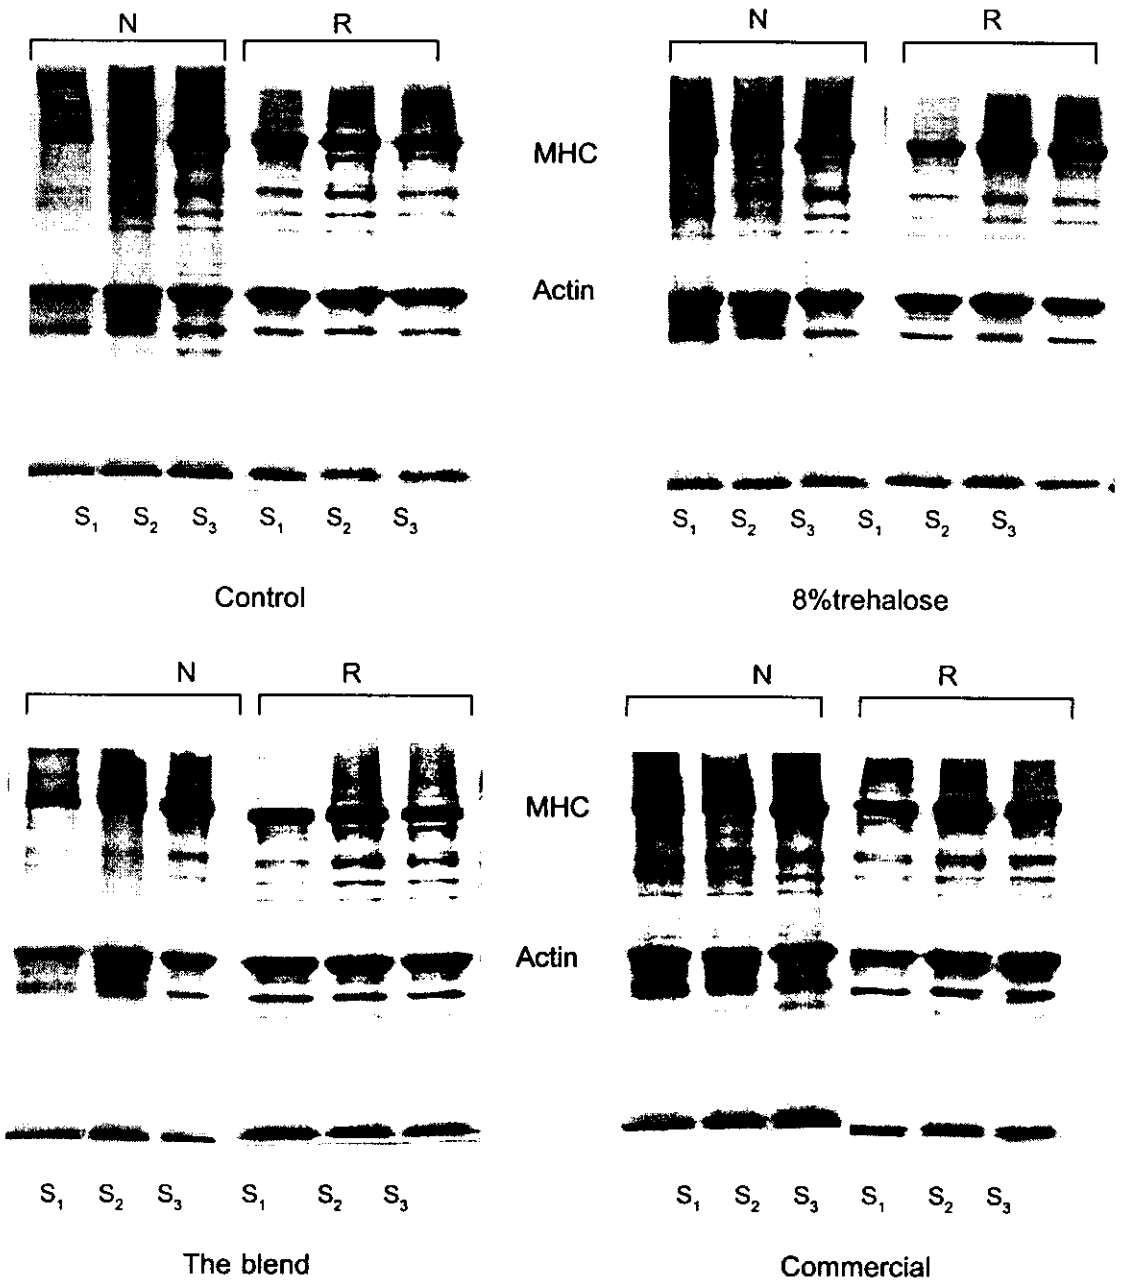 N R N R
MHC
Actin
S₁ S₂ S₃ S₁ S₂ S₃ S₁ S₂ S₃ S₁ S₂ S₃
Control 8%trehalose
N R N R
MHC
Actin
S₁ S₂ S₃ S₁ S₂ S₃ S₁ S₂ S₃ S₁ S₂ S₃
The blend Commercial